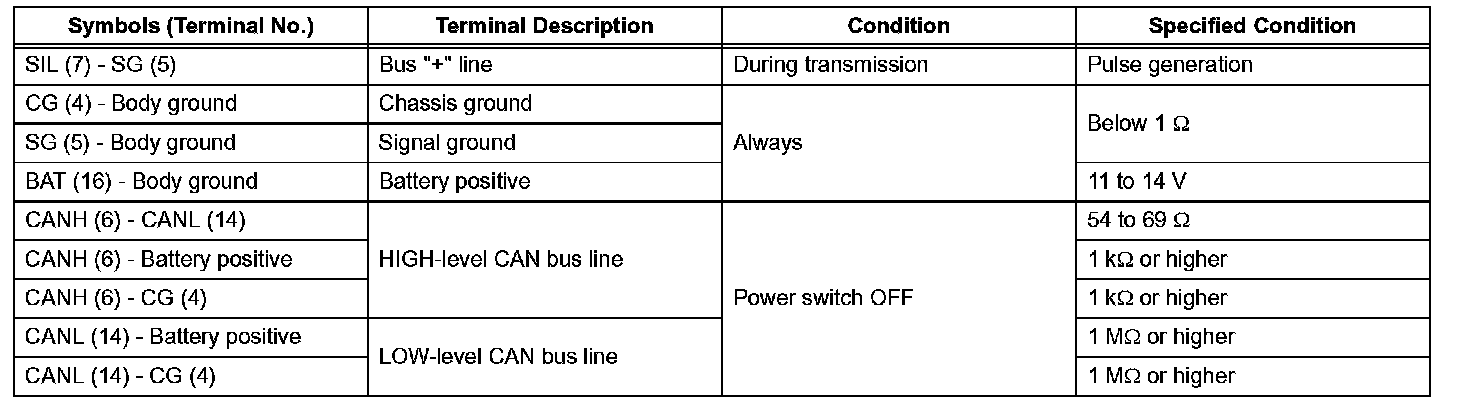 Symbols (Terminal No.) Terminal Description Condition Specified Condition
SIL (7) - SG (5) Bus "+" line During transmission Pulse generation
CG (4) - Body ground Chassis ground
Below 1 Ω
SG (5) - Body ground Signal ground Always
BAT (16) - Body ground Battery positive 11 to 14 V
CANH (6) - CANL (14) 54 to 69 Ω
CANH (6) - Battery positive HIGH-level CAN bus line 1 kΩ or higher
CANH (6) - CG (4) Power switch OFF 1 kΩ or higher
CANL (14) - Battery positive 1 MΩ or higher
LOW-level CAN bus line
CANL (14) - CG (4) 1 MΩ or higher